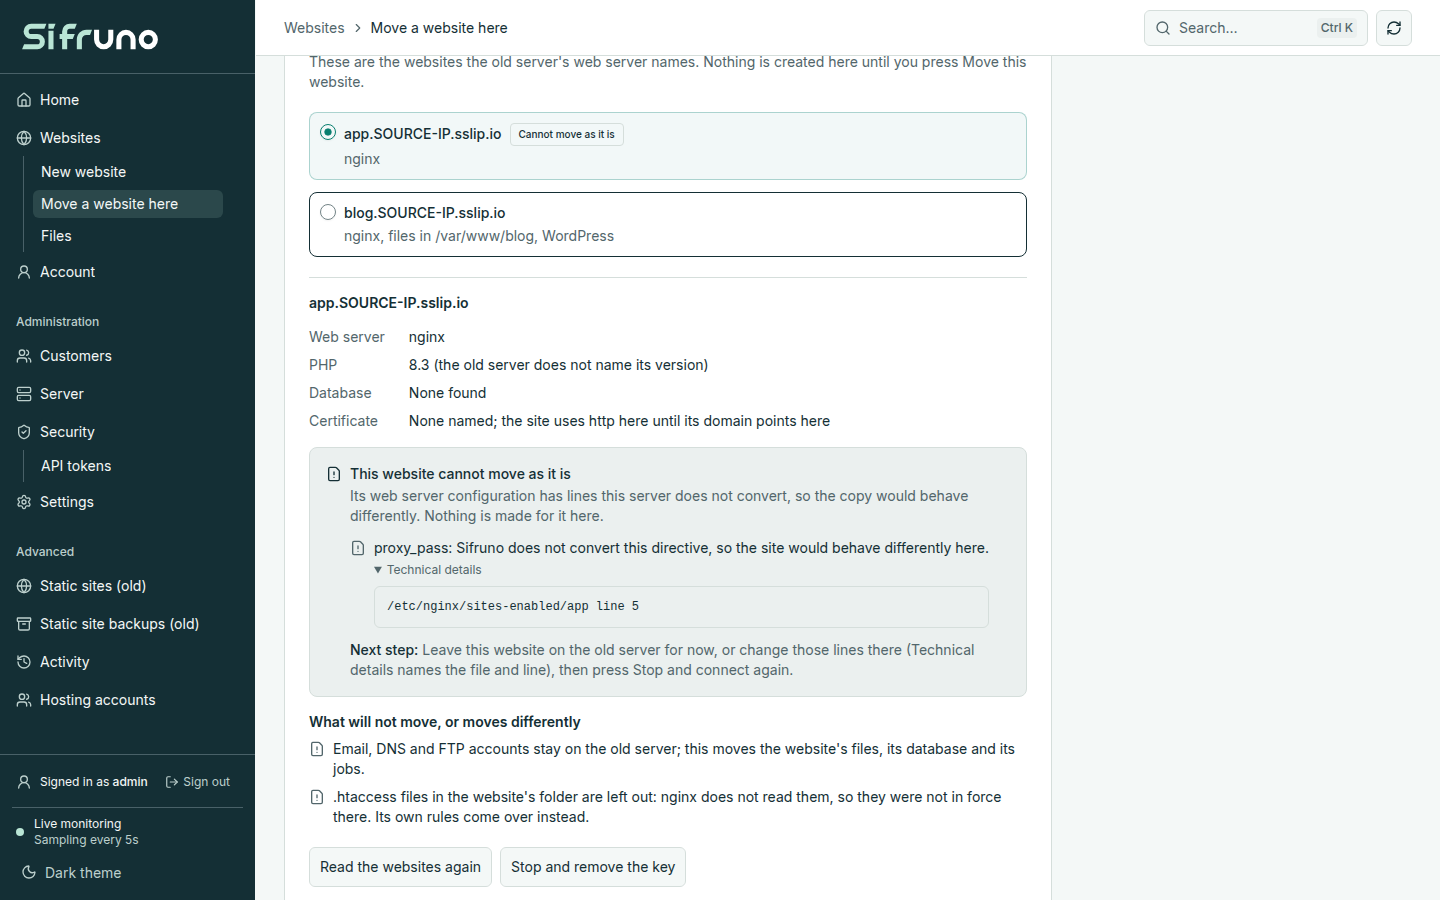 Sifruno
Websites > Move a website here
Search...
Ctrl K
Home
Websites
New website
Move a website here
Files
Account
Administration
Customers
Server
Security
API tokens
Settings
Advanced
Static sites (old)
Static site backups (old)
Activity
Hosting accounts
Signed in as admin
Sign out
Live monitoring
Sampling every 5s
Dark theme
These are the websites the old server's web server names. Nothing is created here until you press Move this
website.
app.SOURCE-IP.sslip.io Cannot move as it is
nginx
blog.SOURCE-IP.sslip.io
nginx, files in /var/www/blog, WordPress
app.SOURCE-IP.sslip.io
Web server nginx
PHP 8.3 (the old server does not name its version)
Database None found
Certificate None named; the site uses http here until its domain points here
This website cannot move as it is
Its web server configuration has lines this server does not convert, so the copy would behave
differently. Nothing is made for it here.
proxy_pass: Sifruno does not convert this directive, so the site would behave differently here.
▼ Technical details
/etc/nginx/sites-enabled/app line 5
Next step: Leave this website on the old server for now, or change those lines there (Technical
details names the file and line), then press Stop and connect again.
What will not move, or moves differently
Email, DNS and FTP accounts stay on the old server; this moves the website's files, its database and its
jobs.
.htaccess files in the website's folder are left out: nginx does not read them, so they were not in force
there. Its own rules come over instead.
Read the websites again
Stop and remove the key